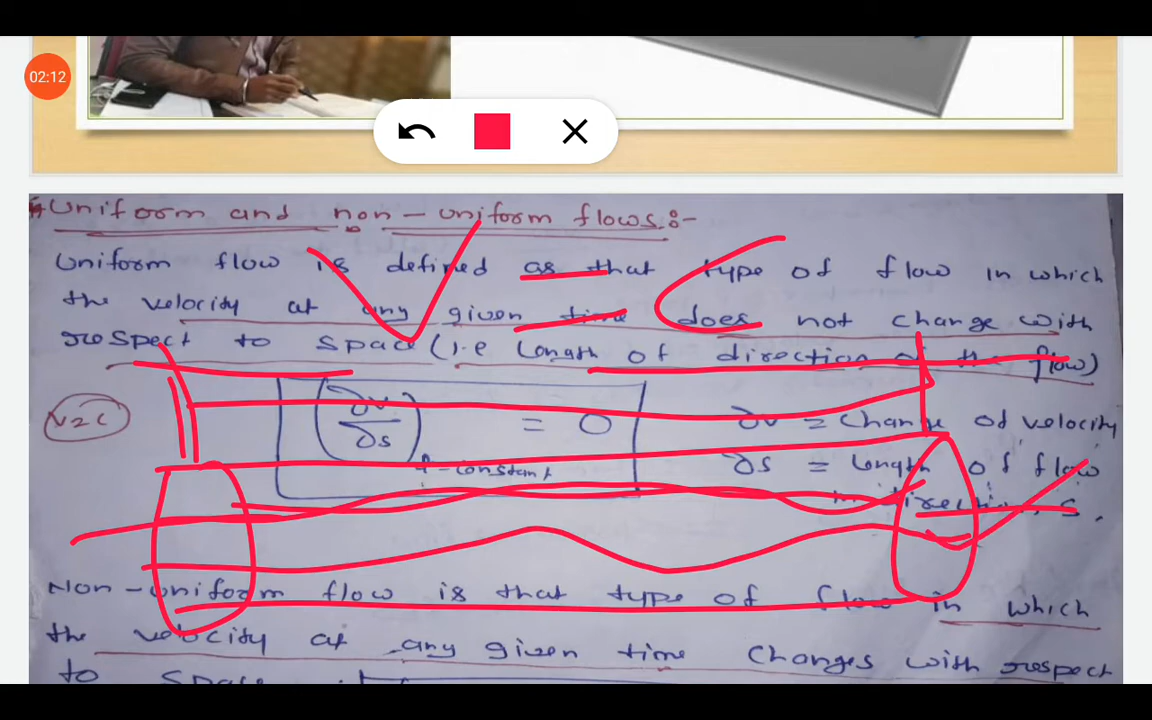 02:12
* Uniform and non-uniform flows:-
Uniform flow is defined as that type of flow in which
the velocity at any given time does not change with
respect to space (i.e length of direction of the flow)
V=C
(∂v/∂s) t-constant = 0
∂v = Change of velocity
∂s = length of flow
in direction, S.
Non-uniform flow is that type of flow in which
the velocity at any given time changes with respect
to space